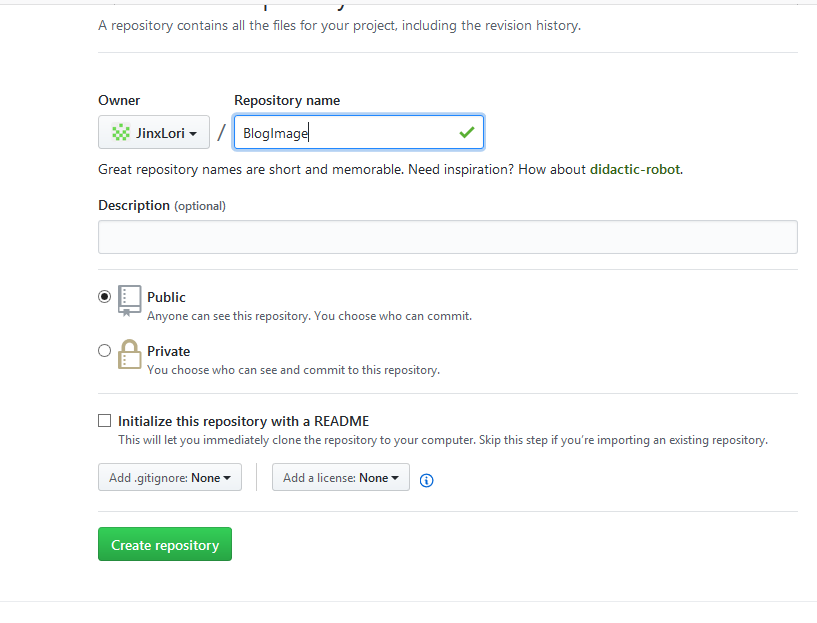 A repository contains all the files for your project, including the revision history.
Owner
Repository name
JinxLori / BlogImage
Great repository names are short and memorable. Need inspiration? How about didactic-robot.
Description (optional)
Public
Anyone can see this repository. You choose who can commit.
Private
You choose who can see and commit to this repository.
Initialize this repository with a README
This will let you immediately clone the repository to your computer. Skip this step if you’re importing an existing repository.
Add .gitignore: None
Add a license: None
Create repository